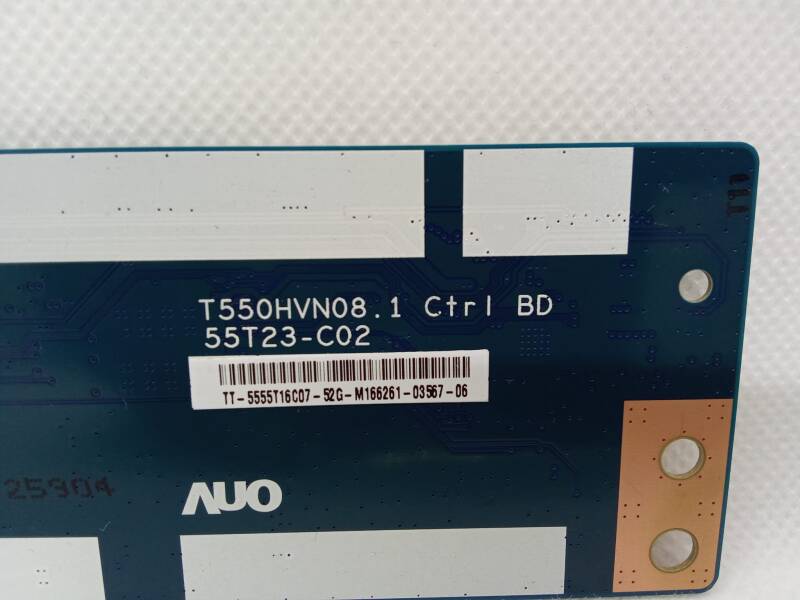 T550HVN08.1 Ctrl BD
55T23-C02
TT-5555T16C07-52G-M166261-03567-06
25904
AUO